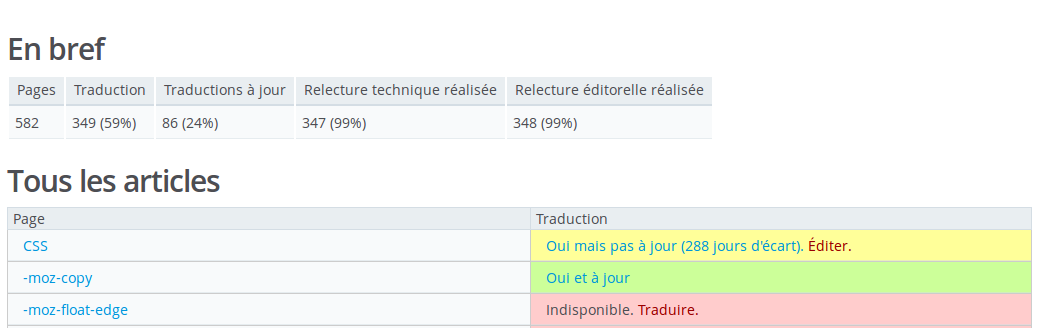 En bref
Pages Traduction Traductions à jour Relecture technique réalisée Relecture éditorelle réalisée
582 349 (59%) 86 (24%) 347 (99%) 348 (99%)
Tous les articles
Page Traduction
CSS Oui mais pas à jour (288 jours d'écart). Éditer.
-moz-copy Oui et à jour
-moz-float-edge Indisponible. Traduire.